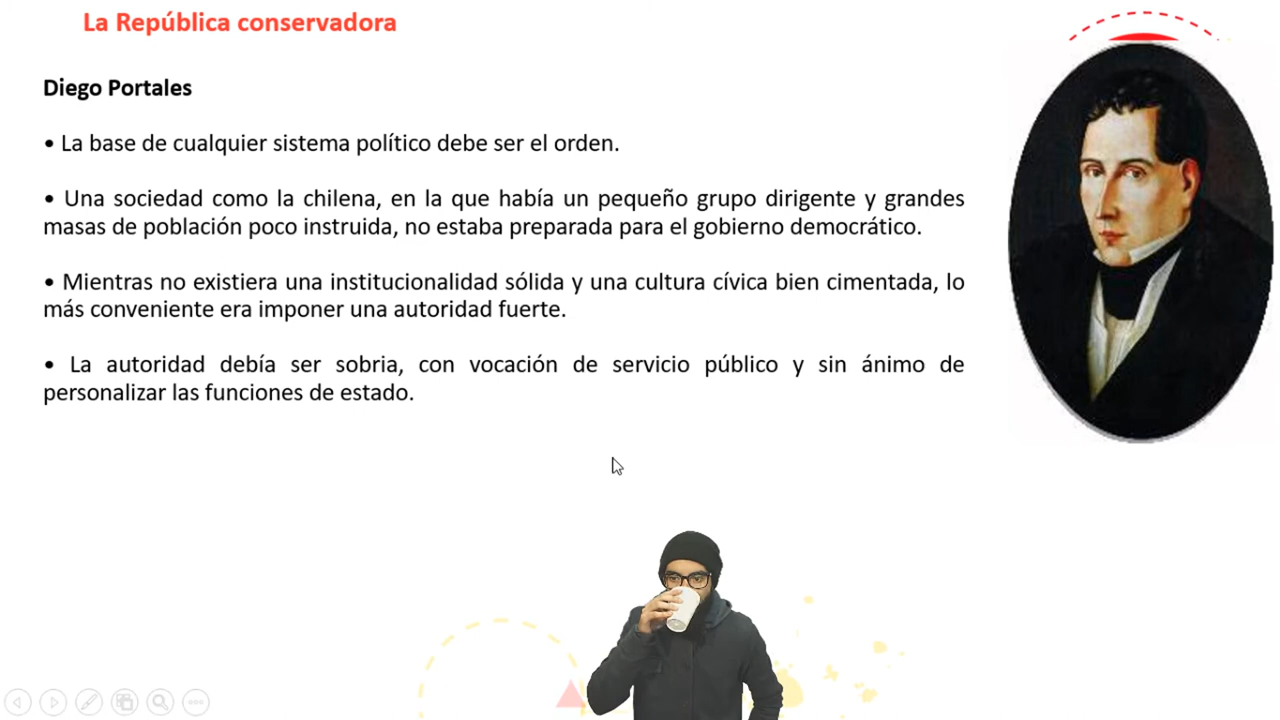 La República conservadora
Diego Portales
• La base de cualquier sistema político debe ser el orden.
• Una sociedad como la chilena, en la que había un pequeño grupo dirigente y grandes
masas de población poco instruida, no estaba preparada para el gobierno democrático.
• Mientras no existiera una institucionalidad sólida y una cultura cívica bien cimentada, lo
más conveniente era imponer una autoridad fuerte.
• La autoridad debía ser sobria, con vocación de servicio público y sin ánimo de
personalizar las funciones de estado.